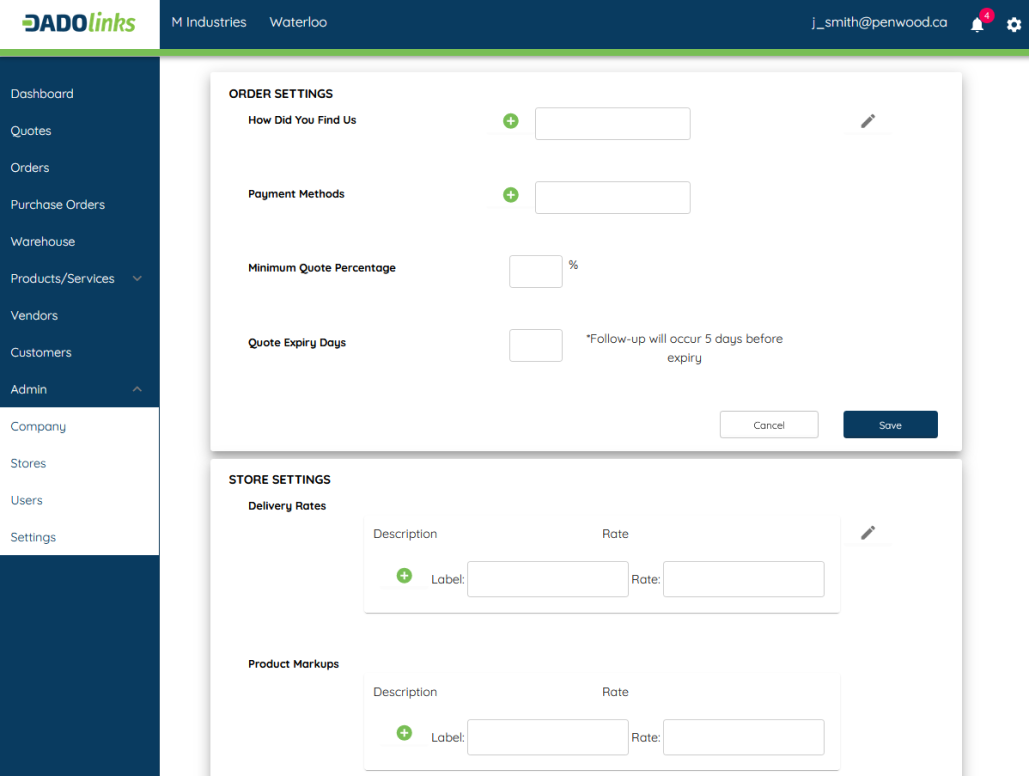 DADOlinks
M Industries Waterloo j_smith@penwood.ca 4
Dashboard
Quotes
Orders
Purchase Orders
Warehouse
Products/Services
Vendors
Customers
Admin
Company
Stores
Users
Settings
ORDER SETTINGS
How Did You Find Us
Payment Methods
Minimum Quote Percentage %
Quote Expiry Days *Follow-up will occur 5 days before
expiry
Cancel Save
STORE SETTINGS
Delivery Rates
Description Rate
Label: Rate:
Product Markups
Description Rate
Label: Rate: